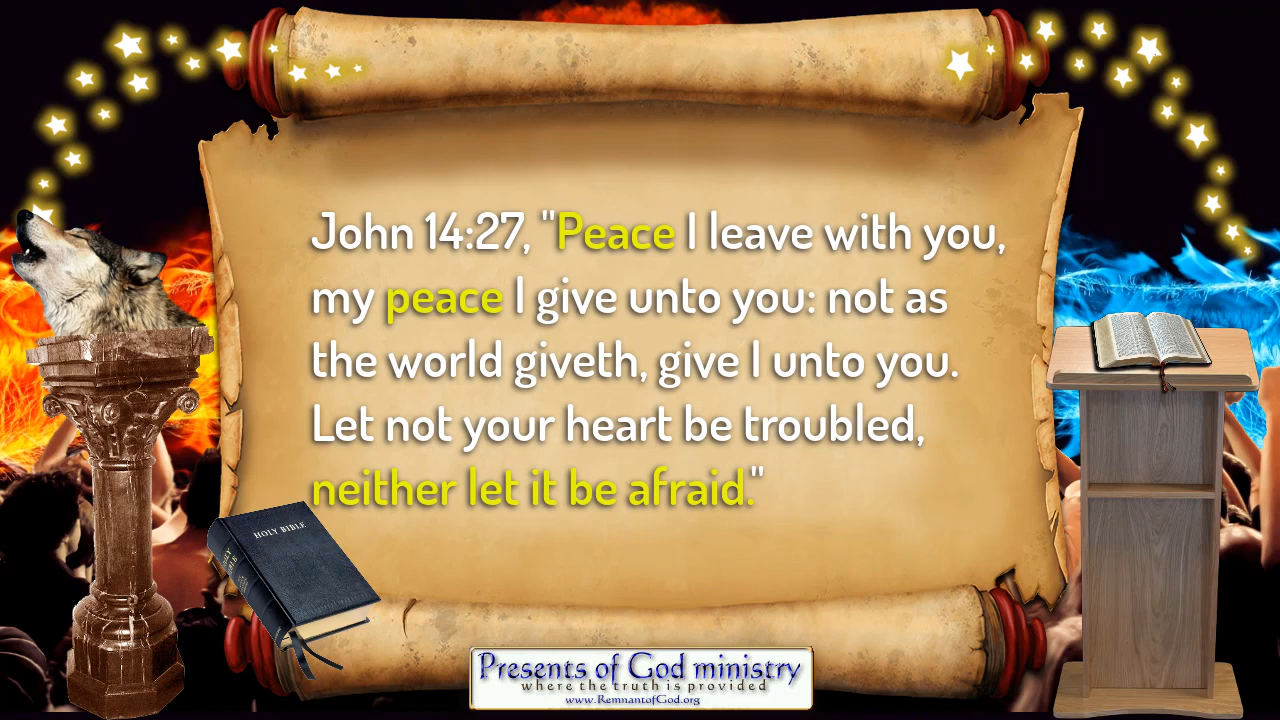 John 14:27, "Peace I leave with you,
my peace I give unto you: not as
the world giveth, give I unto you.
Let not your heart be troubled,
neither let it be afraid."
HOLY BIBLE
HOLY
BIBLE
Presents of God ministry
where the truth is provided
www.RemnantofGod.org